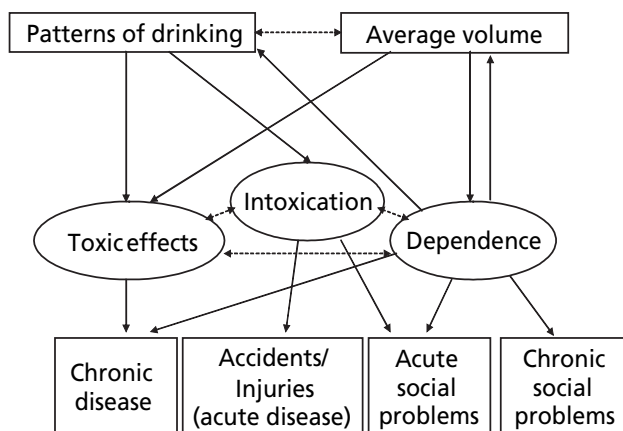 Patterns of drinking
Average volume
Intoxication
Toxic effects
Dependence
Chronic
disease
Accidents/
Injuries
(acute disease)
Acute
social
problems
Chronic
social
problems